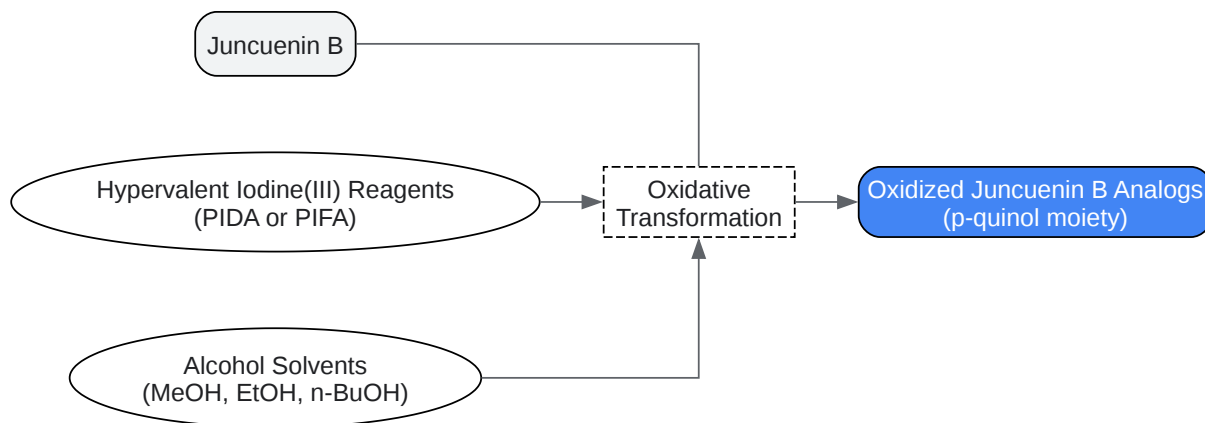 Juncuenin B
Hypervalent Iodine(III) Reagents
(PIDA or PIFA)
Oxidative
Transformation
Oxidized Juncuenin B Analogs
(p-quinol moiety)
Alcohol Solvents
(MeOH, EtOH, n-BuOH)